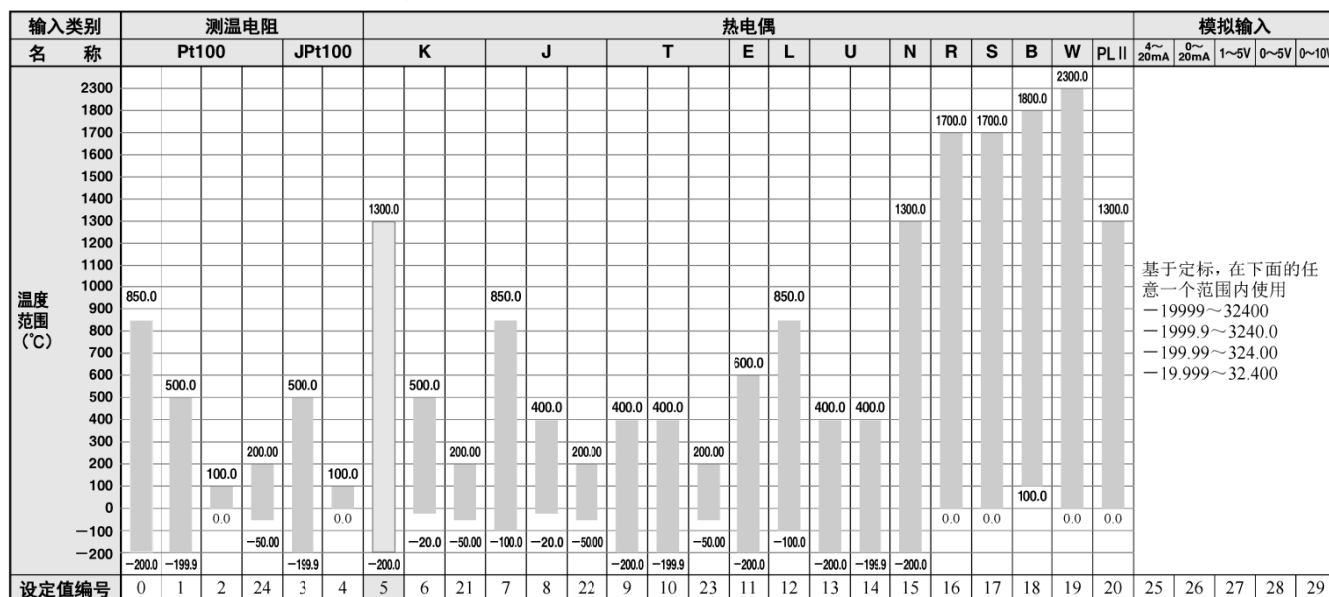 输入类别 测温电阻 热电偶 模拟输入
名 称 Pt100 JPt100 K J T E L U N R S B W PLⅡ 4～20mA 0～20mA 1～5V 0～5V 0～10V
温度范围(℃)
2300 2300.0
1800 1800.0
1700 1700.0 1700.0
1600
1500
1400
1300 1300.0 1300.0 1300.0
1200
1100
1000
900 850.0 850.0 850.0
800
700
600 600.0
500 500.0 500.0 500.0
400 400.0 400.0 400.0 400.0 400.0
300
200 200.00 200.00 200.00 200.00
100 100.0 100.0 100.0
0 0.0 0.0 0.0 0.0 0.0 0.0
－100 －50.00 －20.0 －50.00 －100.0 －20.0 －50.00 －50.00 －100.0
－200 －200.0 －199.9 －199.9 －200.0 －200.0 －199.9 －200.0 －200.0 －199.9 －200.0
基于定标，在下面的任
意一个范围内使用
－19999～32400
－1999.9～3240.0
－199.99～324.00
－19.999～32.400
设定值编号 0 1 2 24 3 4 5 6 21 7 8 22 9 10 23 11 12 13 14 15 16 17 18 19 20 25 26 27 28 29